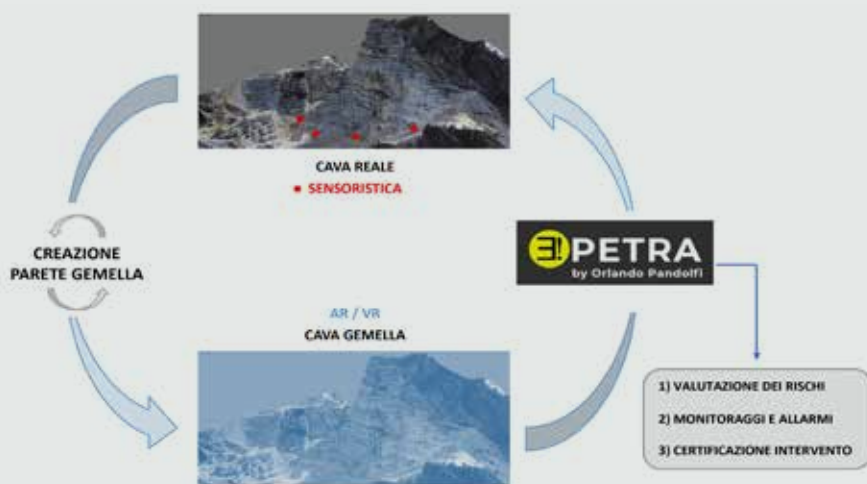 CAVA REALE
SENSORISTICA
CREAZIONE
PARETE GEMELLA
3!PETRA
by Orlando Pandolfi
AR / VR
CAVA GEMELLA
1) VALUTAZIONE DEI RISCHI
2) MONITORAGGI E ALLARMI
3) CERTIFICAZIONE INTERVENTO